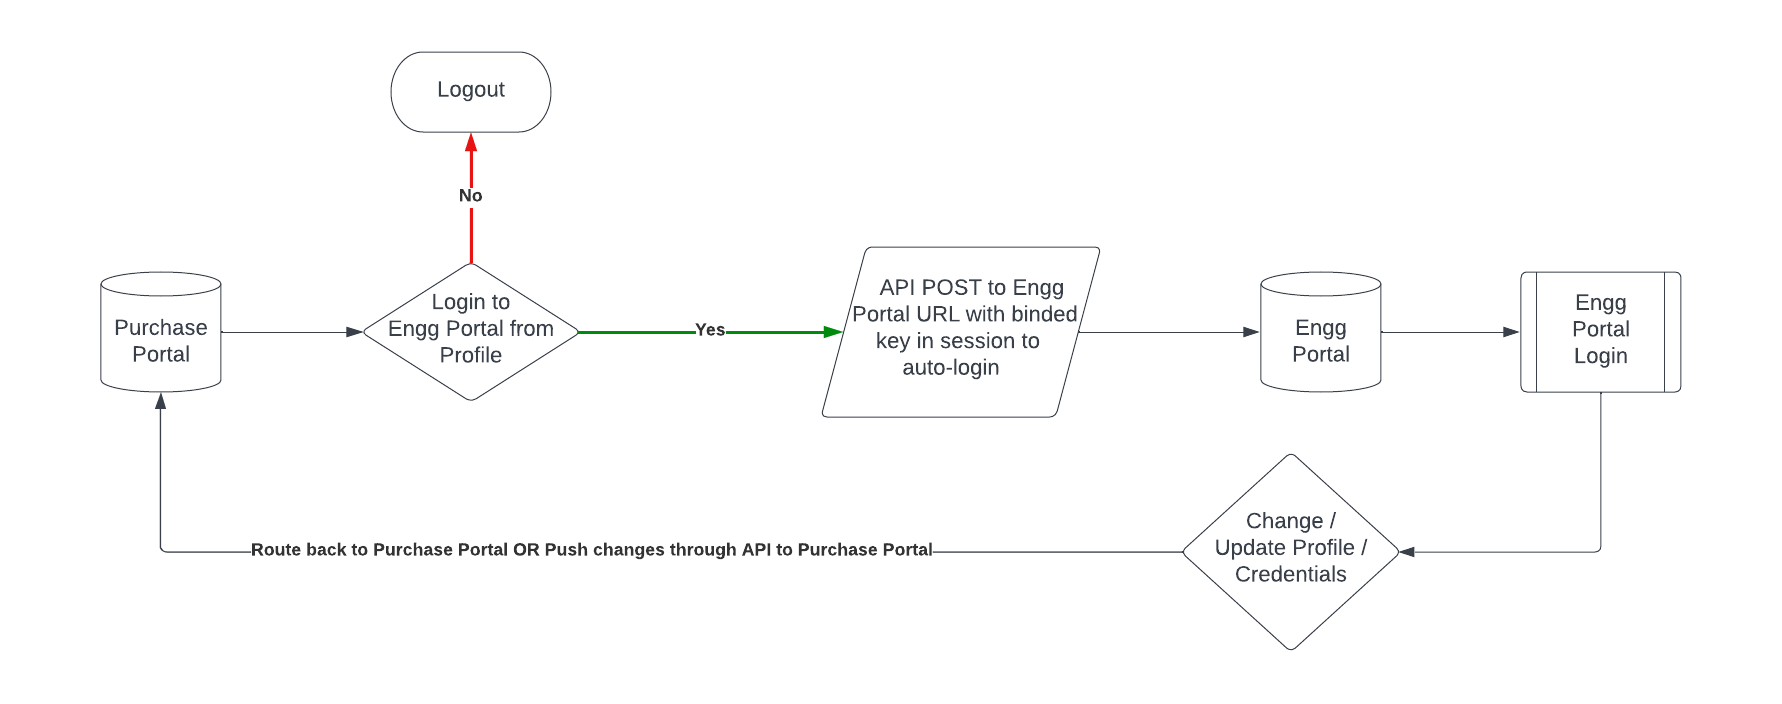 Logout
No
Purchase
Portal
Login to
Engg Portal from
Profile
Yes
API POST to Engg
Portal URL with binded
key in session to
auto-login
Engg
Portal
Engg
Portal
Login
Change /
Update Profile /
Credentials
Route back to Purchase Portal OR Push changes through API to Purchase Portal